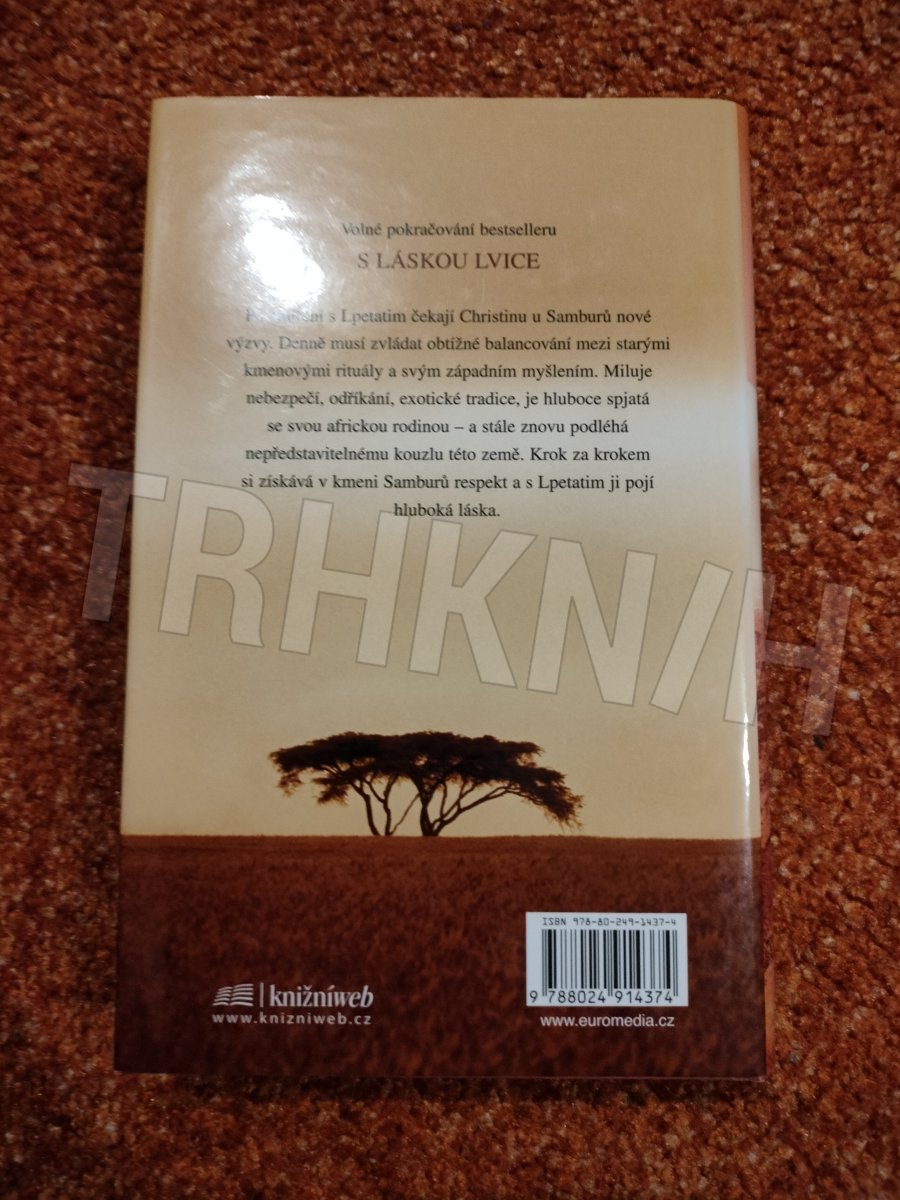 Volné pokračování bestselleru
S LÁSKOU LVICE
s Lpetatim čekají Christinu u Samburů nové
výzvy. Denně musí zvládat obtížné balancování mezi starými
kmenovými rituály a svým západním myšlením. Miluje
nebezpečí, odříkání, exotické tradice, je hluboce spjatá
se svou africkou rodinou – a stále znovu podléhá
nepředstavitelnému kouzlu této země. Krok za krokem
si získává v kmeni Samburů respekt a s Lpetatim ji pojí
hluboká láska.
TRHKNIH
ISBN 978-80-249-1437-4
9 788024 914374
knižníweb
www.knizniweb.cz
www.euromedia.cz